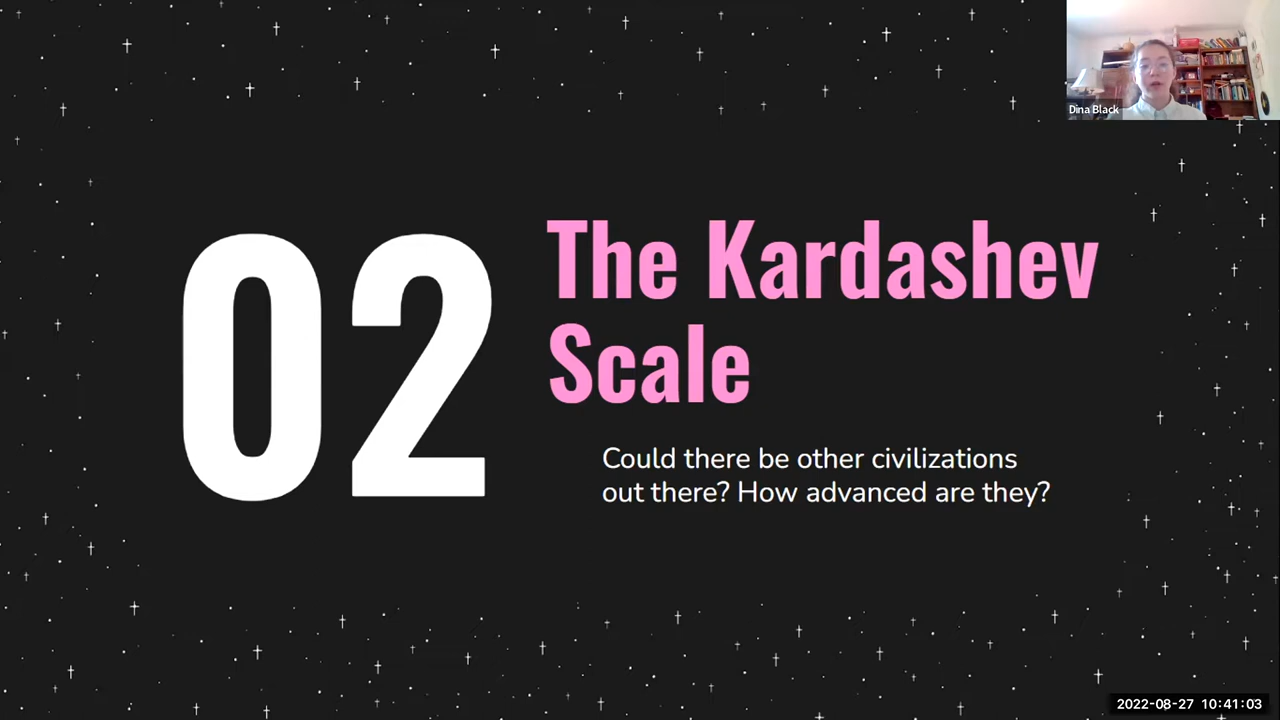 Dina Black
02
The Kardashev
Scale
Could there be other civilizations
out there? How advanced are they?
2022-08-27 10:41:03